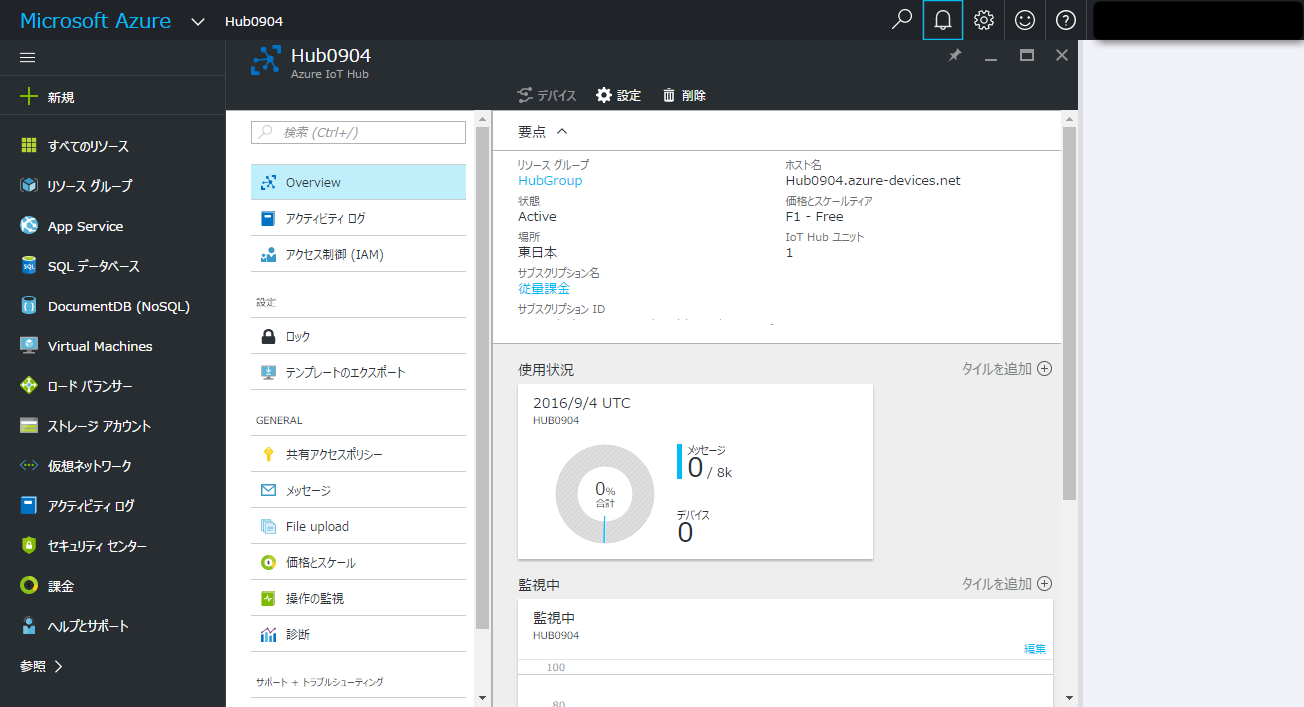 Microsoft Azure
Hub0904
新規
すべてのリソース
リソース グループ
App Service
SQL データベース
DocumentDB (NoSQL)
Virtual Machines
ロード バランサー
ストレージ アカウント
仮想ネットワーク
アクティビティ ログ
セキュリティ センター
課金
ヘルプとサポート
参照
Hub0904
Azure IoT Hub
デバイス 設定 削除
検索 (Ctrl+/)
Overview
アクティビティ ログ
アクセス制御 (IAM)
設定
ロック
テンプレートのエクスポート
GENERAL
共有アクセスポリシー
メッセージ
File upload
価格とスケール
操作の監視
診断
サポート + トラブルシューティング
要点
リソース グループ
HubGroup
状態
Active
場所
東日本
サブスクリプション名
従量課金
サブスクリプション ID
ホスト名
Hub0904.azure-devices.net
価格とスケールティア
F1 - Free
IoT Hub ユニット
1
使用状況
タイルを追加
2016/9/4 UTC
HUB0904
0%
合計
メッセージ
0 / 8k
デバイス
0
監視中
タイルを追加
監視中
HUB0904
編集
100
80